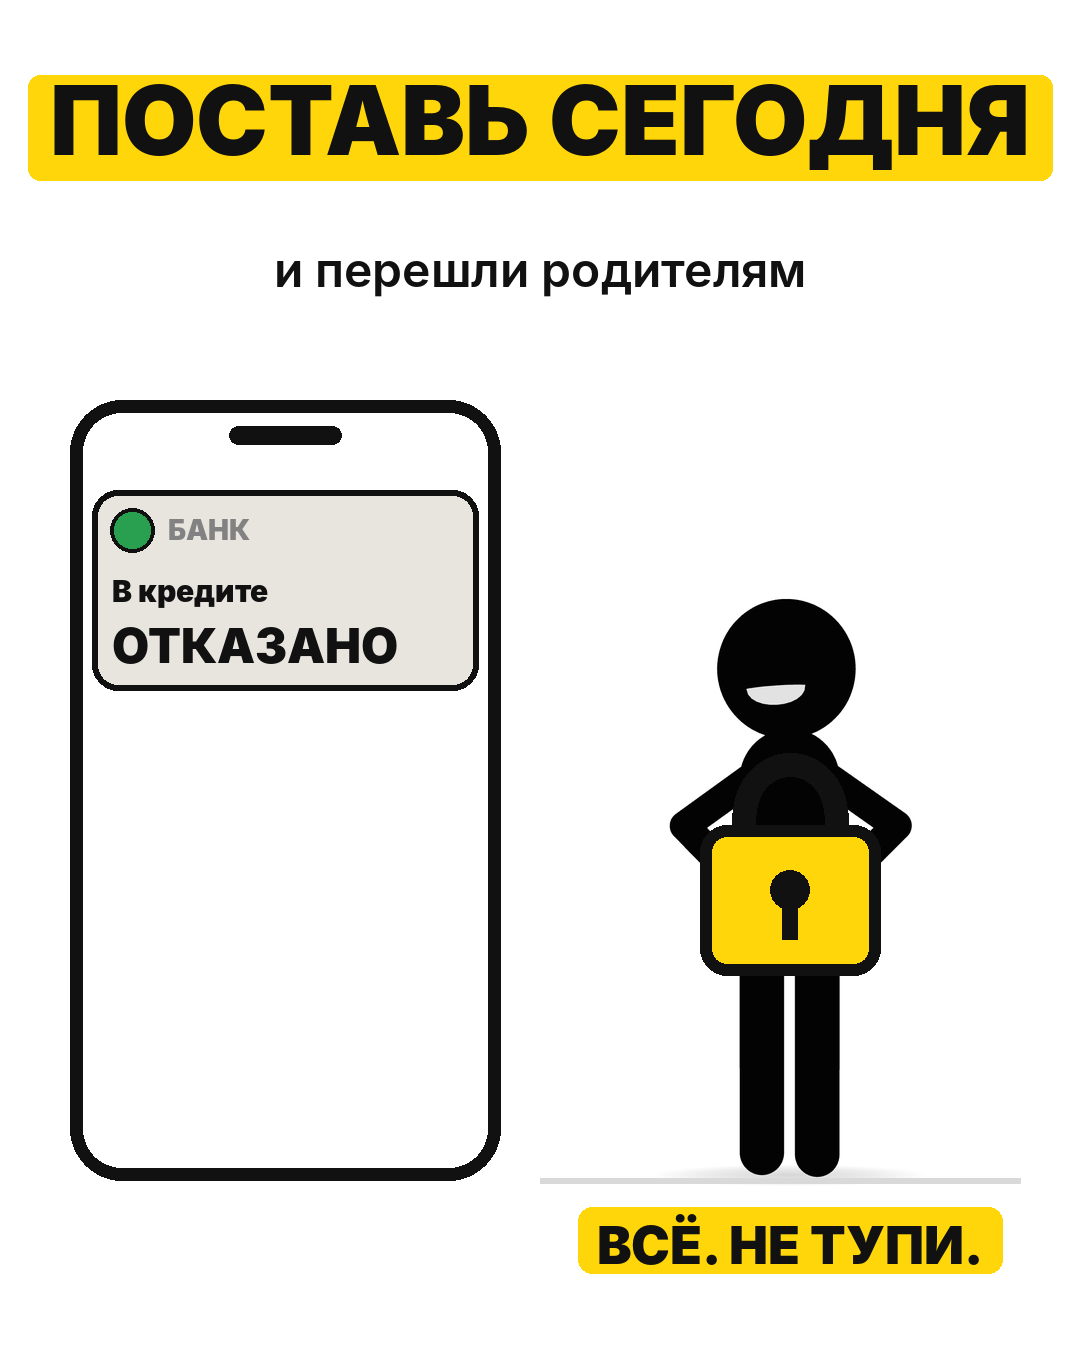 ПОСТАВЬ СЕГОДНЯ
и перешли родителям
БАНК
В кредите
ОТКАЗАНО
ВСЁ. НЕ ТУПИ.